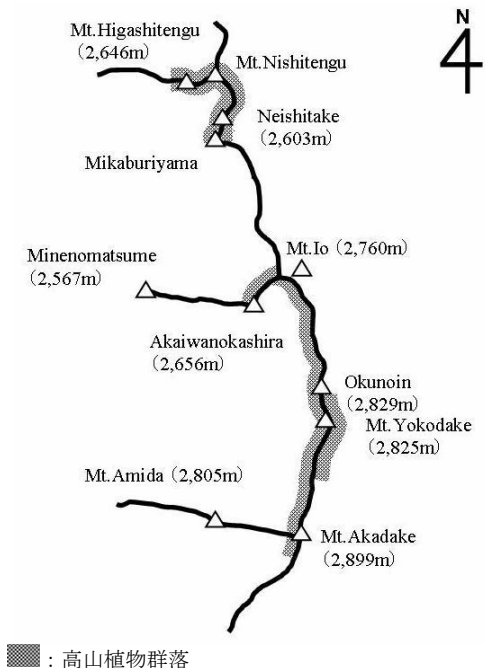 N
Mt.Higashitengu
(2,646m)
Mt.Nishitengu
Neishitake
(2,603m)
Mikaburiyama
Mt.Io (2,760m)
Minenomatsume
(2,567m)
Akaiwanokashira
(2,656m)
Okunoin
(2,829m)
Mt.Yokodake
(2,825m)
Mt.Amida (2,805m)
Mt.Akadake
(2,899m)
：高山植物群落